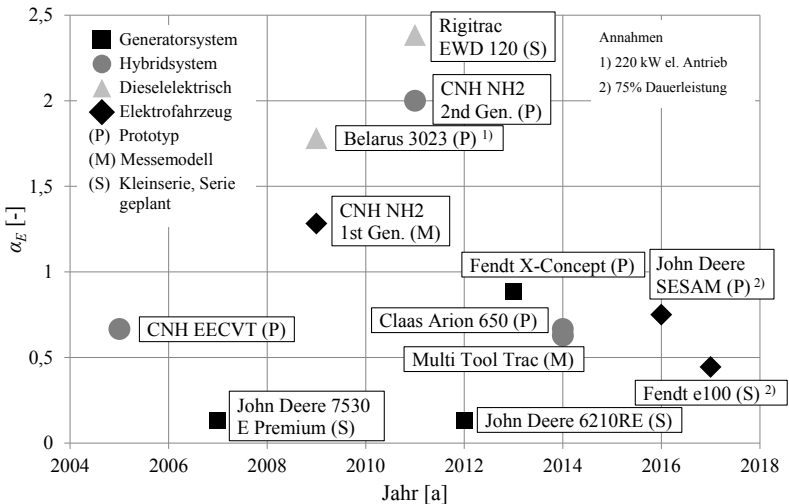 2,5
2
1,5
1
0,5
0
α_E [-]
Generatorsystem
Hybridsystem
Dieselelektrisch
Elektrofahrzeug
(P) Prototyp
(M) Messemodell
(S) Kleinserie, Serie
geplant
Rigitrac
EWD 120 (S)
CNH NH2
2nd Gen. (P)
Belarus 3023 (P) 1)
CNH NH2
1st Gen. (M)
Annahmen
1) 220 kW el. Antrieb
2) 75% Dauerleistung
Fendt X-Concept (P)
John Deere
SESAM (P) 2)
CNH EECVT (P)
Claas Arion 650 (P)
Multi Tool Trac (M)
Fendt e100 (S) 2)
John Deere 7530
E Premium (S)
John Deere 6210RE (S)
2004 2006 2008 2010 2012 2014 2016 2018
Jahr [a]